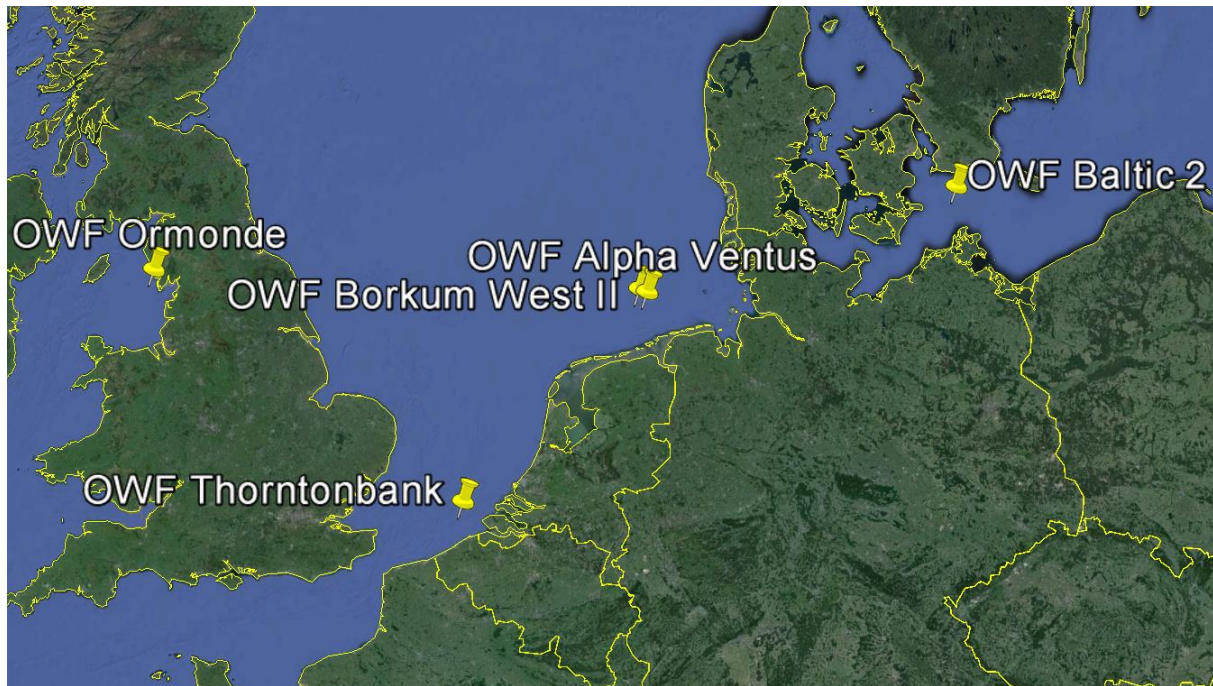 OWF Baltic 2
OWF Ormonde
OWF Alpha Ventus
OWF Borkum West II
OWF Thorntonbank